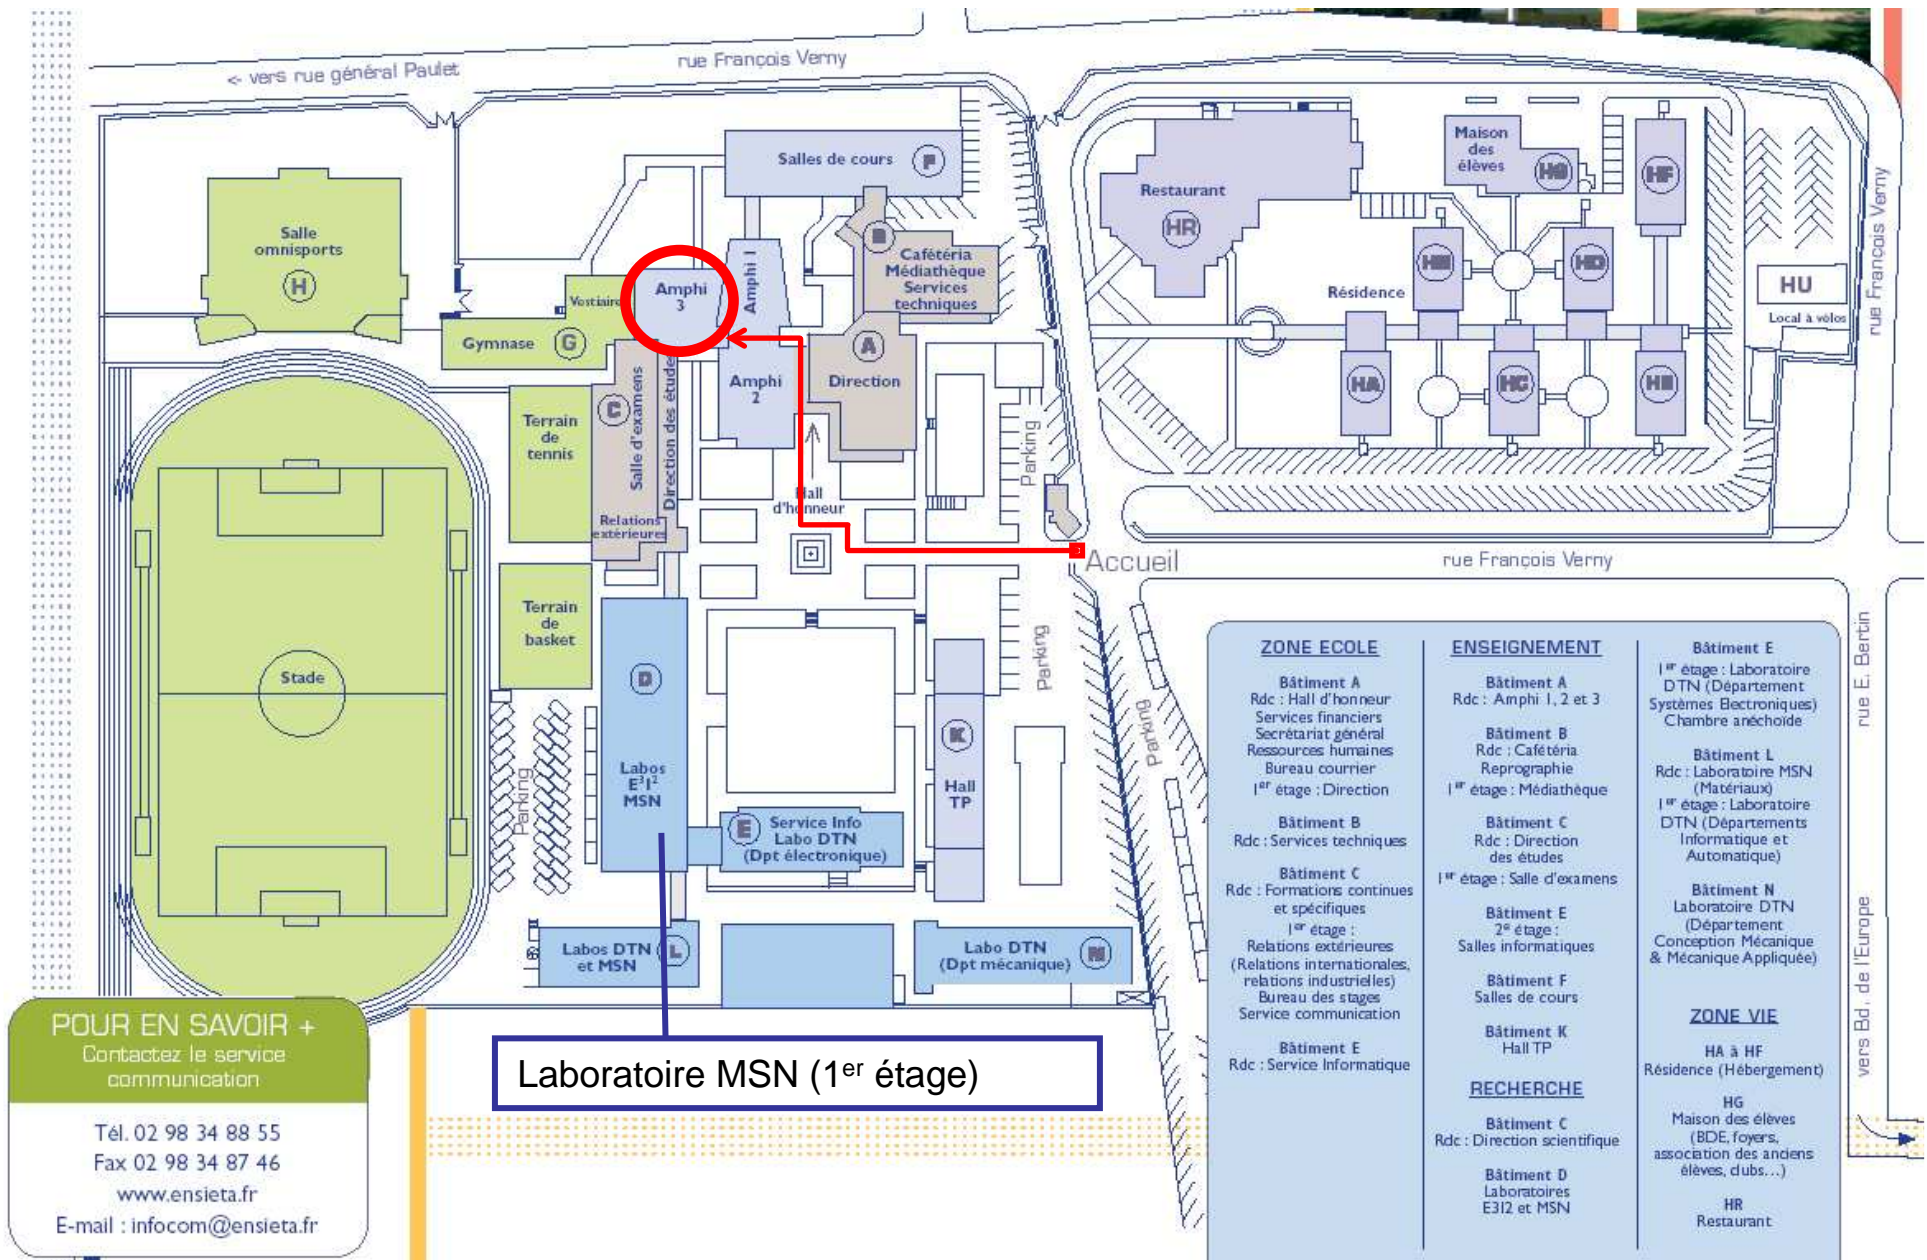 <- vers rue général Paulet
rue François Verny
Salles de cours
F
Maison
des
élèves
HG
HF
Restaurant
HR
rue François Verny
Salle
omnisports
H
B
Cafétéria
Médiathèque
Services
techniques
Amphi 1
Amphi
3
Vestiaire
HD
Résidence
HU
Local à vélos
Gymnase
G
A
Direction
Amphi
2
HA
Terrain
de
tennis
C
Salle d'examens
Direction des études
Parking
Hall
d'honneur
Relations
extérieures
Accueil
rue François Verny
Terrain
de
basket
Stade
D
Labos
E³I²
MSN
Parking
Parking
Parking
K
Hall
TP
E
Service Info
Labo DTN
(Dpt électronique)
Labos DTN
et MSN
L
Labo DTN
(Dpt mécanique)
N
Laboratoire MSN (1er étage)
rue E. Bertin
vers Bd. de l'Europe
POUR EN SAVOIR +
Contactez le service
communication
Tél. 02 98 34 88 55
Fax 02 98 34 87 46
www.ensieta.fr
E-mail : infocom@ensieta.fr
ZONE ECOLE
Bâtiment A
Rdc : Hall d'honneur
Services financiers
Secrétariat général
Ressources humaines
Bureau courrier
1er étage : Direction
Bâtiment B
Rdc : Services techniques
Bâtiment C
Rdc : Formations continues
et spécifiques
1er étage :
Relations extérieures
(Relations internationales,
relations industrielles)
Bureau des stages
Service communication
Bâtiment E
Rdc : Service Informatique
ENSEIGNEMENT
Bâtiment A
Rdc : Amphi 1, 2 et 3
Bâtiment B
Rdc : Cafétéria
Reprographie
1er étage : Médiathèque
Bâtiment C
Rdc : Direction
des études
1er étage : Salle d'examens
Bâtiment E
2e étage :
Salles informatiques
Bâtiment F
Salles de cours
Bâtiment K
Hall TP
RECHERCHE
Bâtiment C
Rdc : Direction scientifique
Bâtiment D
Laboratoires
E3I2 et MSN
Bâtiment E
1er étage : Laboratoire
DTN (Département
Systèmes Electroniques)
Chambre anéchoïde
Bâtiment L
Rdc : Laboratoire MSN
(Matériaux)
1er étage : Laboratoire
DTN (Départements
Informatique et
Automatique)
Bâtiment N
Laboratoire DTN
(Département
Conception Mécanique
& Mécanique Appliquée)
ZONE VIE
HA à HF
Résidence (Hébergement)
HG
Maison des élèves
(BDE, foyers,
association des anciens
élèves, clubs...)
HR
Restaurant